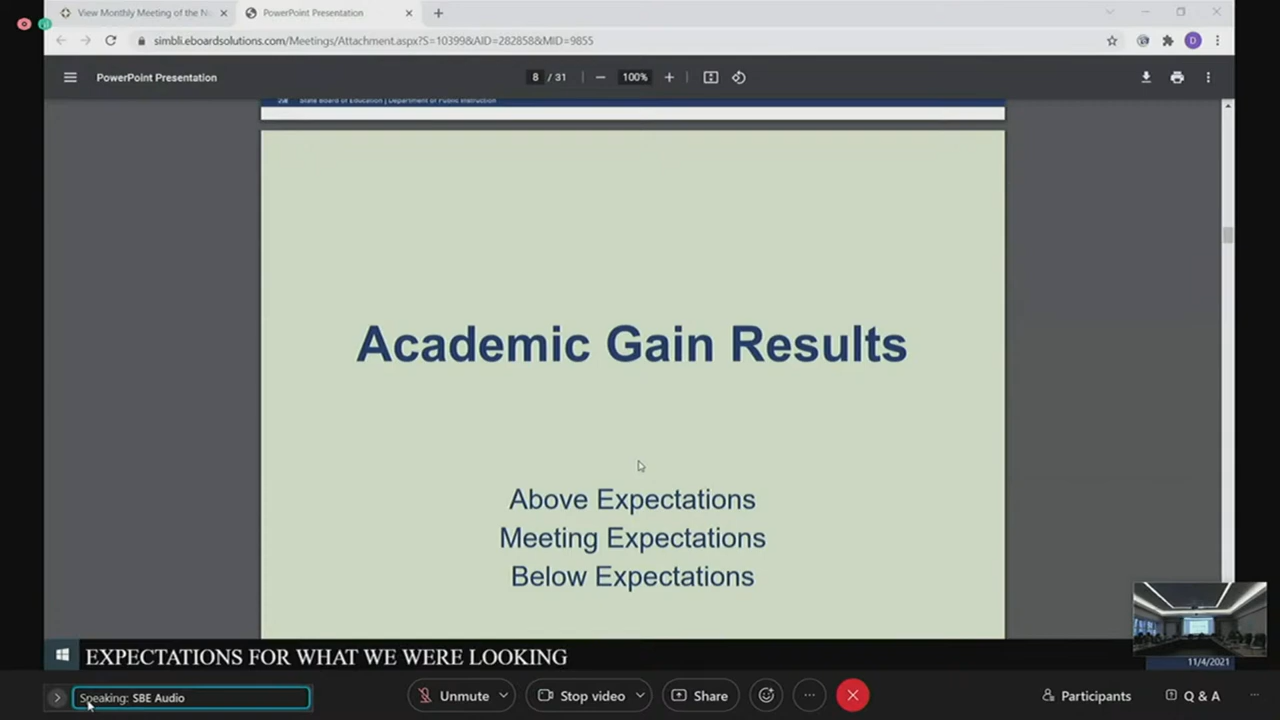 View Monthly Meeting of the N
PowerPoint Presentation
simbli.eboardsolutions.com/Meetings/Attachment.aspx?S=10399&AID=282858&MID=9855
D
PowerPoint Presentation
8 / 31
100%
State Board of Education | Department of Public Instruction
Academic Gain Results
Above Expectations
Meeting Expectations
Below Expectations
EXPECTATIONS FOR WHAT WE WERE LOOKING
11/4/2021
Speaking: SBE Audio
Unmute
Stop video
Share
Participants
Q & A